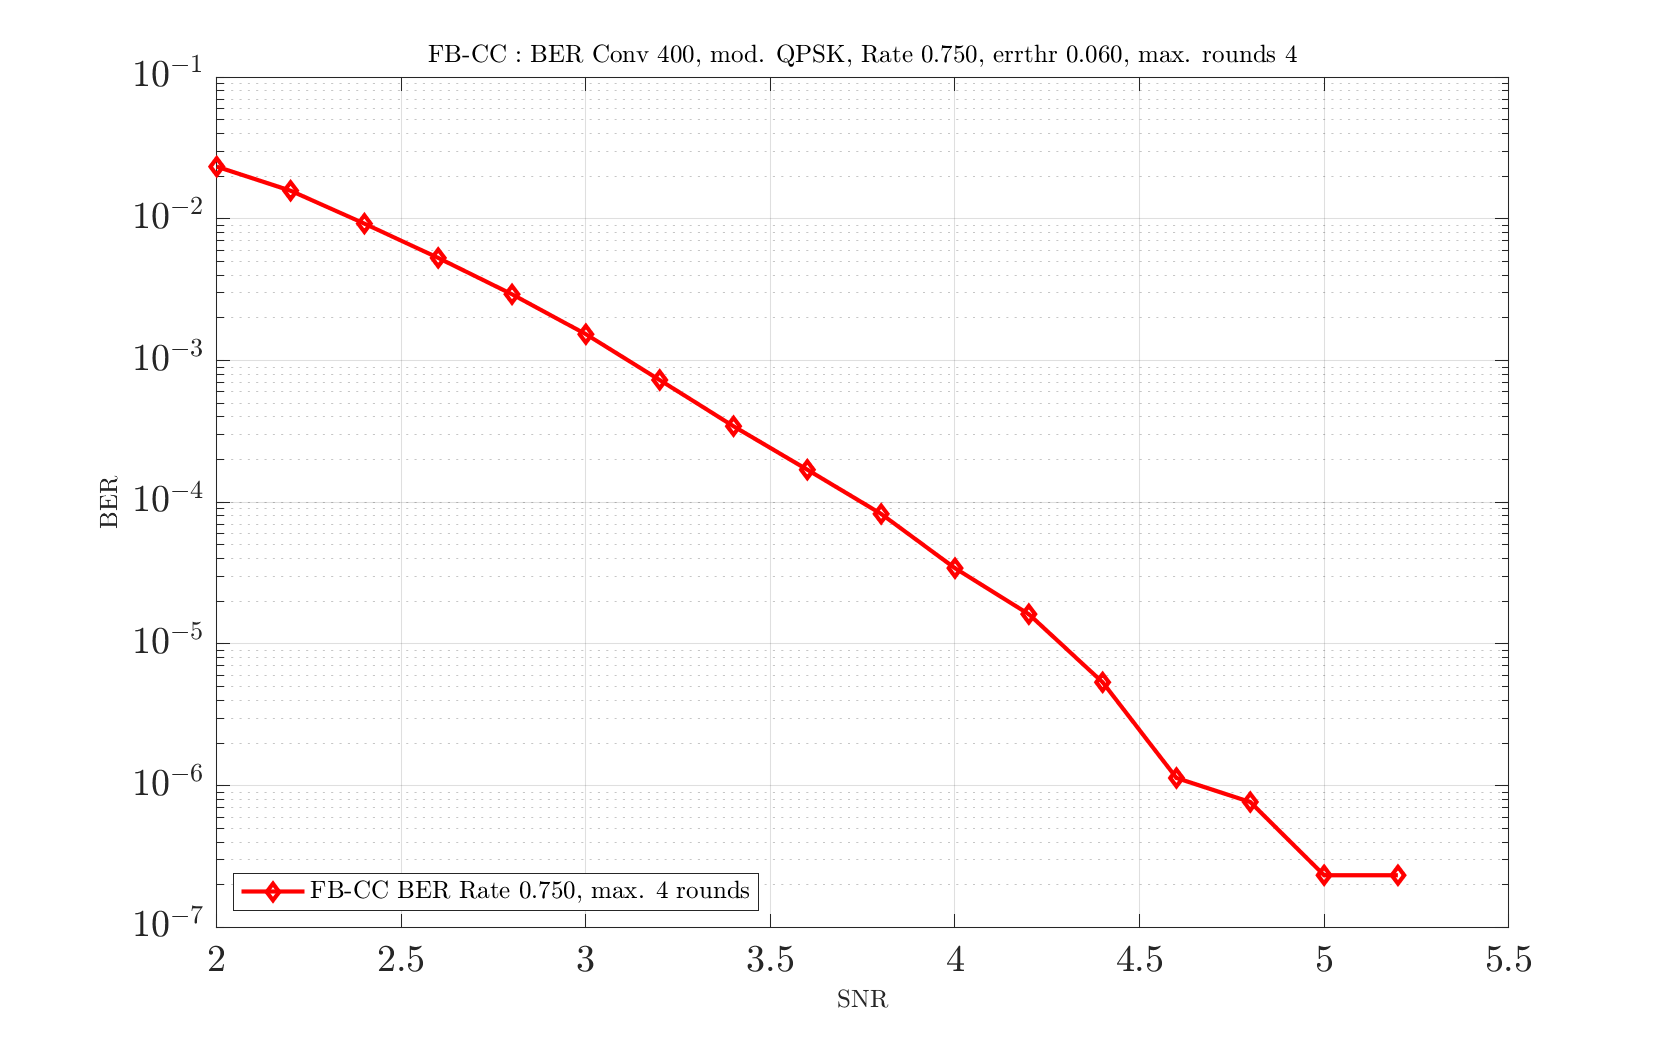 FB-CC : BER Conv 400, mod. QPSK, Rate 0.750, errthr 0.060, max. rounds 4
10⁻¹
10⁻²
10⁻³
10⁻⁴
10⁻⁵
10⁻⁶
10⁻⁷
BER
FB-CC BER Rate 0.750, max. 4 rounds
2 2.5 3 3.5 4 4.5 5 5.5
SNR